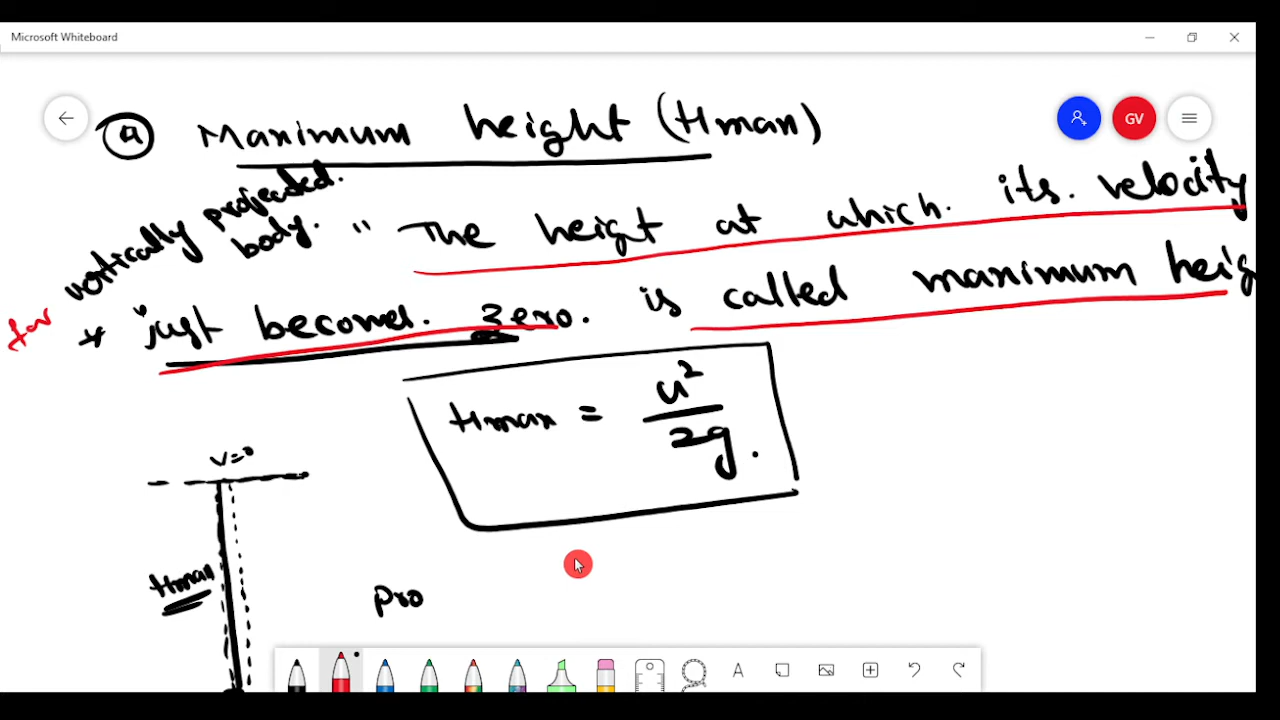 Microsoft Whiteboard
GV
a Maximum height (Hmax)
for vertically projected
body. " The height at which. its. velocity
* "just becomes. Zero. is called maximum heig
Hmax = u²/2g.
V=0
Hmax
pro
A